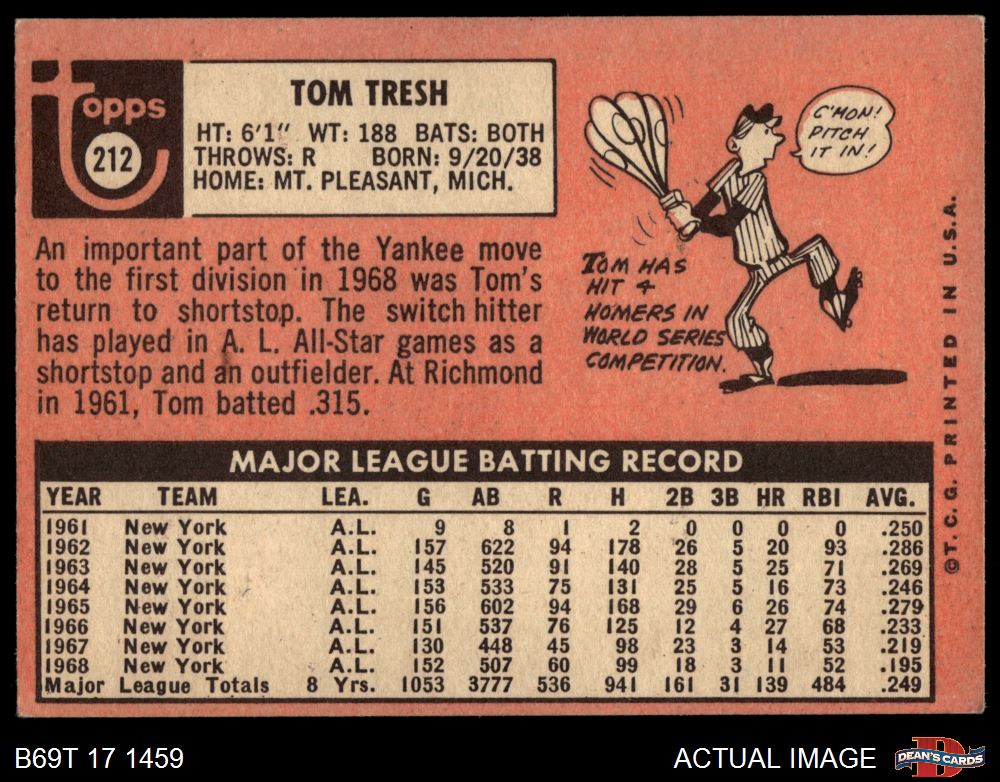 topps
212
TOM TRESH
HT: 6'1" WT: 188 BATS: BOTH
THROWS: R BORN: 9/20/38
HOME: MT. PLEASANT, MICH.
C'MON!
PITCH
IT IN!
An important part of the Yankee move
to the first division in 1968 was Tom's
return to shortstop. The switch hitter
has played in A. L. All-Star games as a
shortstop and an outfielder. At Richmond
in 1961, Tom batted .315.
TOM HAS
HIT 4
HOMERS IN
WORLD SERIES
COMPETITION.
©T. C. G. PRINTED IN U.S.A.
MAJOR LEAGUE BATTING RECORD
YEAR TEAM LEA. G AB R H 2B 3B HR RBI AVG.
1961 New York A.L. 9 8 1 2 0 0 0 0 .250
1962 New York A.L. 157 622 94 178 26 5 20 93 .286
1963 New York A.L. 145 520 91 140 28 5 25 71 .269
1964 New York A.L. 153 533 75 131 25 5 16 73 .246
1965 New York A.L. 156 602 94 168 29 6 26 74 .279
1966 New York A.L. 151 537 76 125 12 4 27 68 .233
1967 New York A.L. 130 448 45 98 23 3 14 53 .219
1968 New York A.L. 152 507 60 99 18 3 11 52 .195
Major League Totals 8 Yrs. 1053 3777 536 941 161 31 139 484 .249
B69T 17 1459
ACTUAL IMAGE
D
DEAN'S CARDS